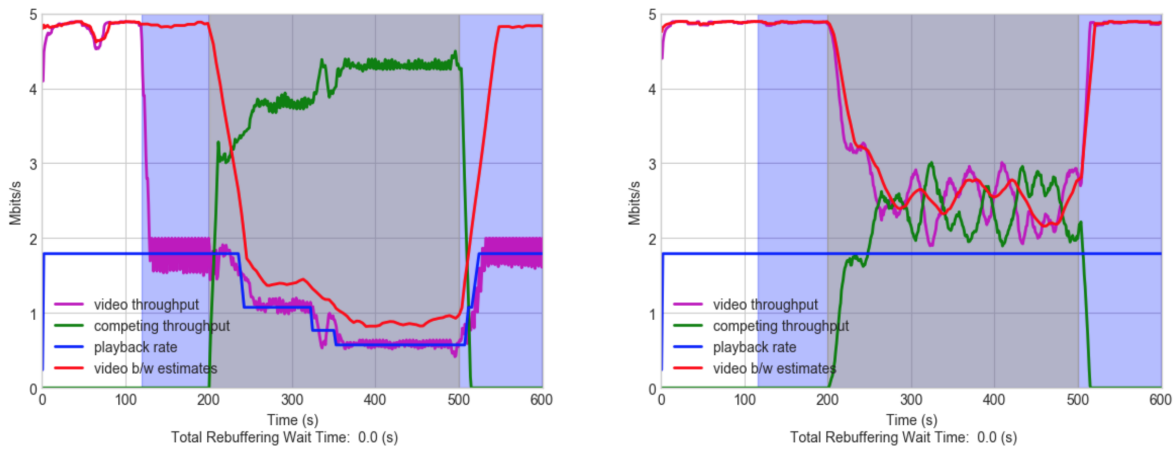 5
4
3
2
1
0
Mbits/s
video throughput
competing throughput
playback rate
video b/w estimates
0 100 200 300 400 500 600
Time (s)
Total Rebuffering Wait Time: 0.0 (s)
5
4
3
2
1
0
Mbits/s
video throughput
competing throughput
playback rate
video b/w estimates
0 100 200 300 400 500 600
Time (s)
Total Rebuffering Wait Time: 0.0 (s)